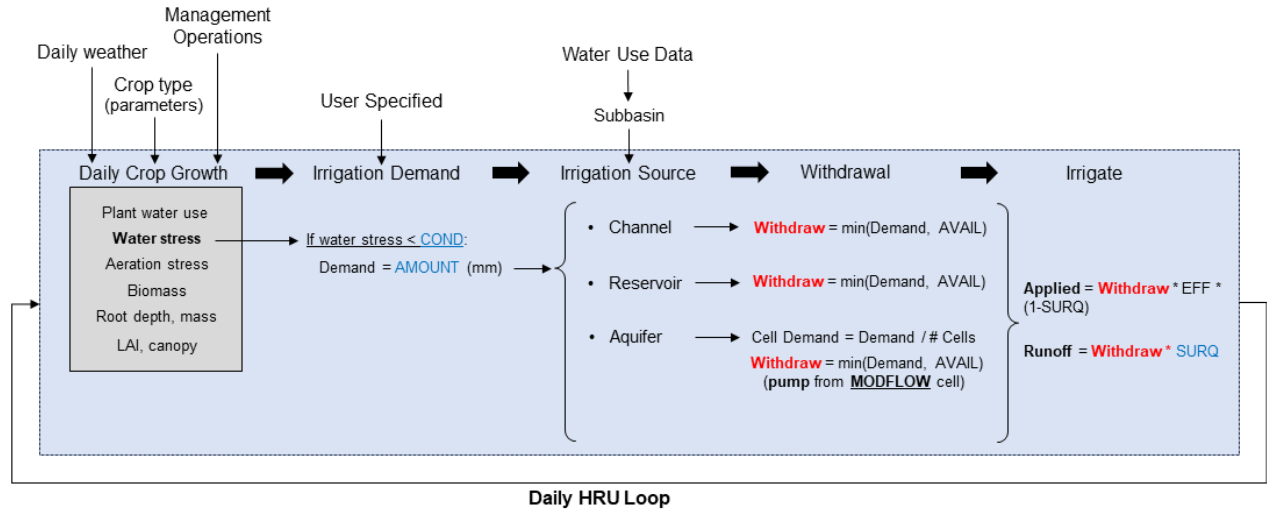 Management
Operations
Daily weather
Crop type
(parameters)
User Specified
Water Use Data
Subbasin
Daily Crop Growth
Irrigation Demand
Irrigation Source
Withdrawal
Irrigate
Plant water use
Water stress
Aeration stress
Biomass
Root depth, mass
LAI, canopy
If water stress < COND:
Demand = AMOUNT (mm)
• Channel
Withdraw = min(Demand, AVAIL)
• Reservoir
Withdraw = min(Demand, AVAIL)
• Aquifer
Cell Demand = Demand / # Cells
Withdraw = min(Demand, AVAIL)
(pump from MODFLOW cell)
Applied = Withdraw * EFF *
(1-SURQ)
Runoff = Withdraw * SURQ
Daily HRU Loop